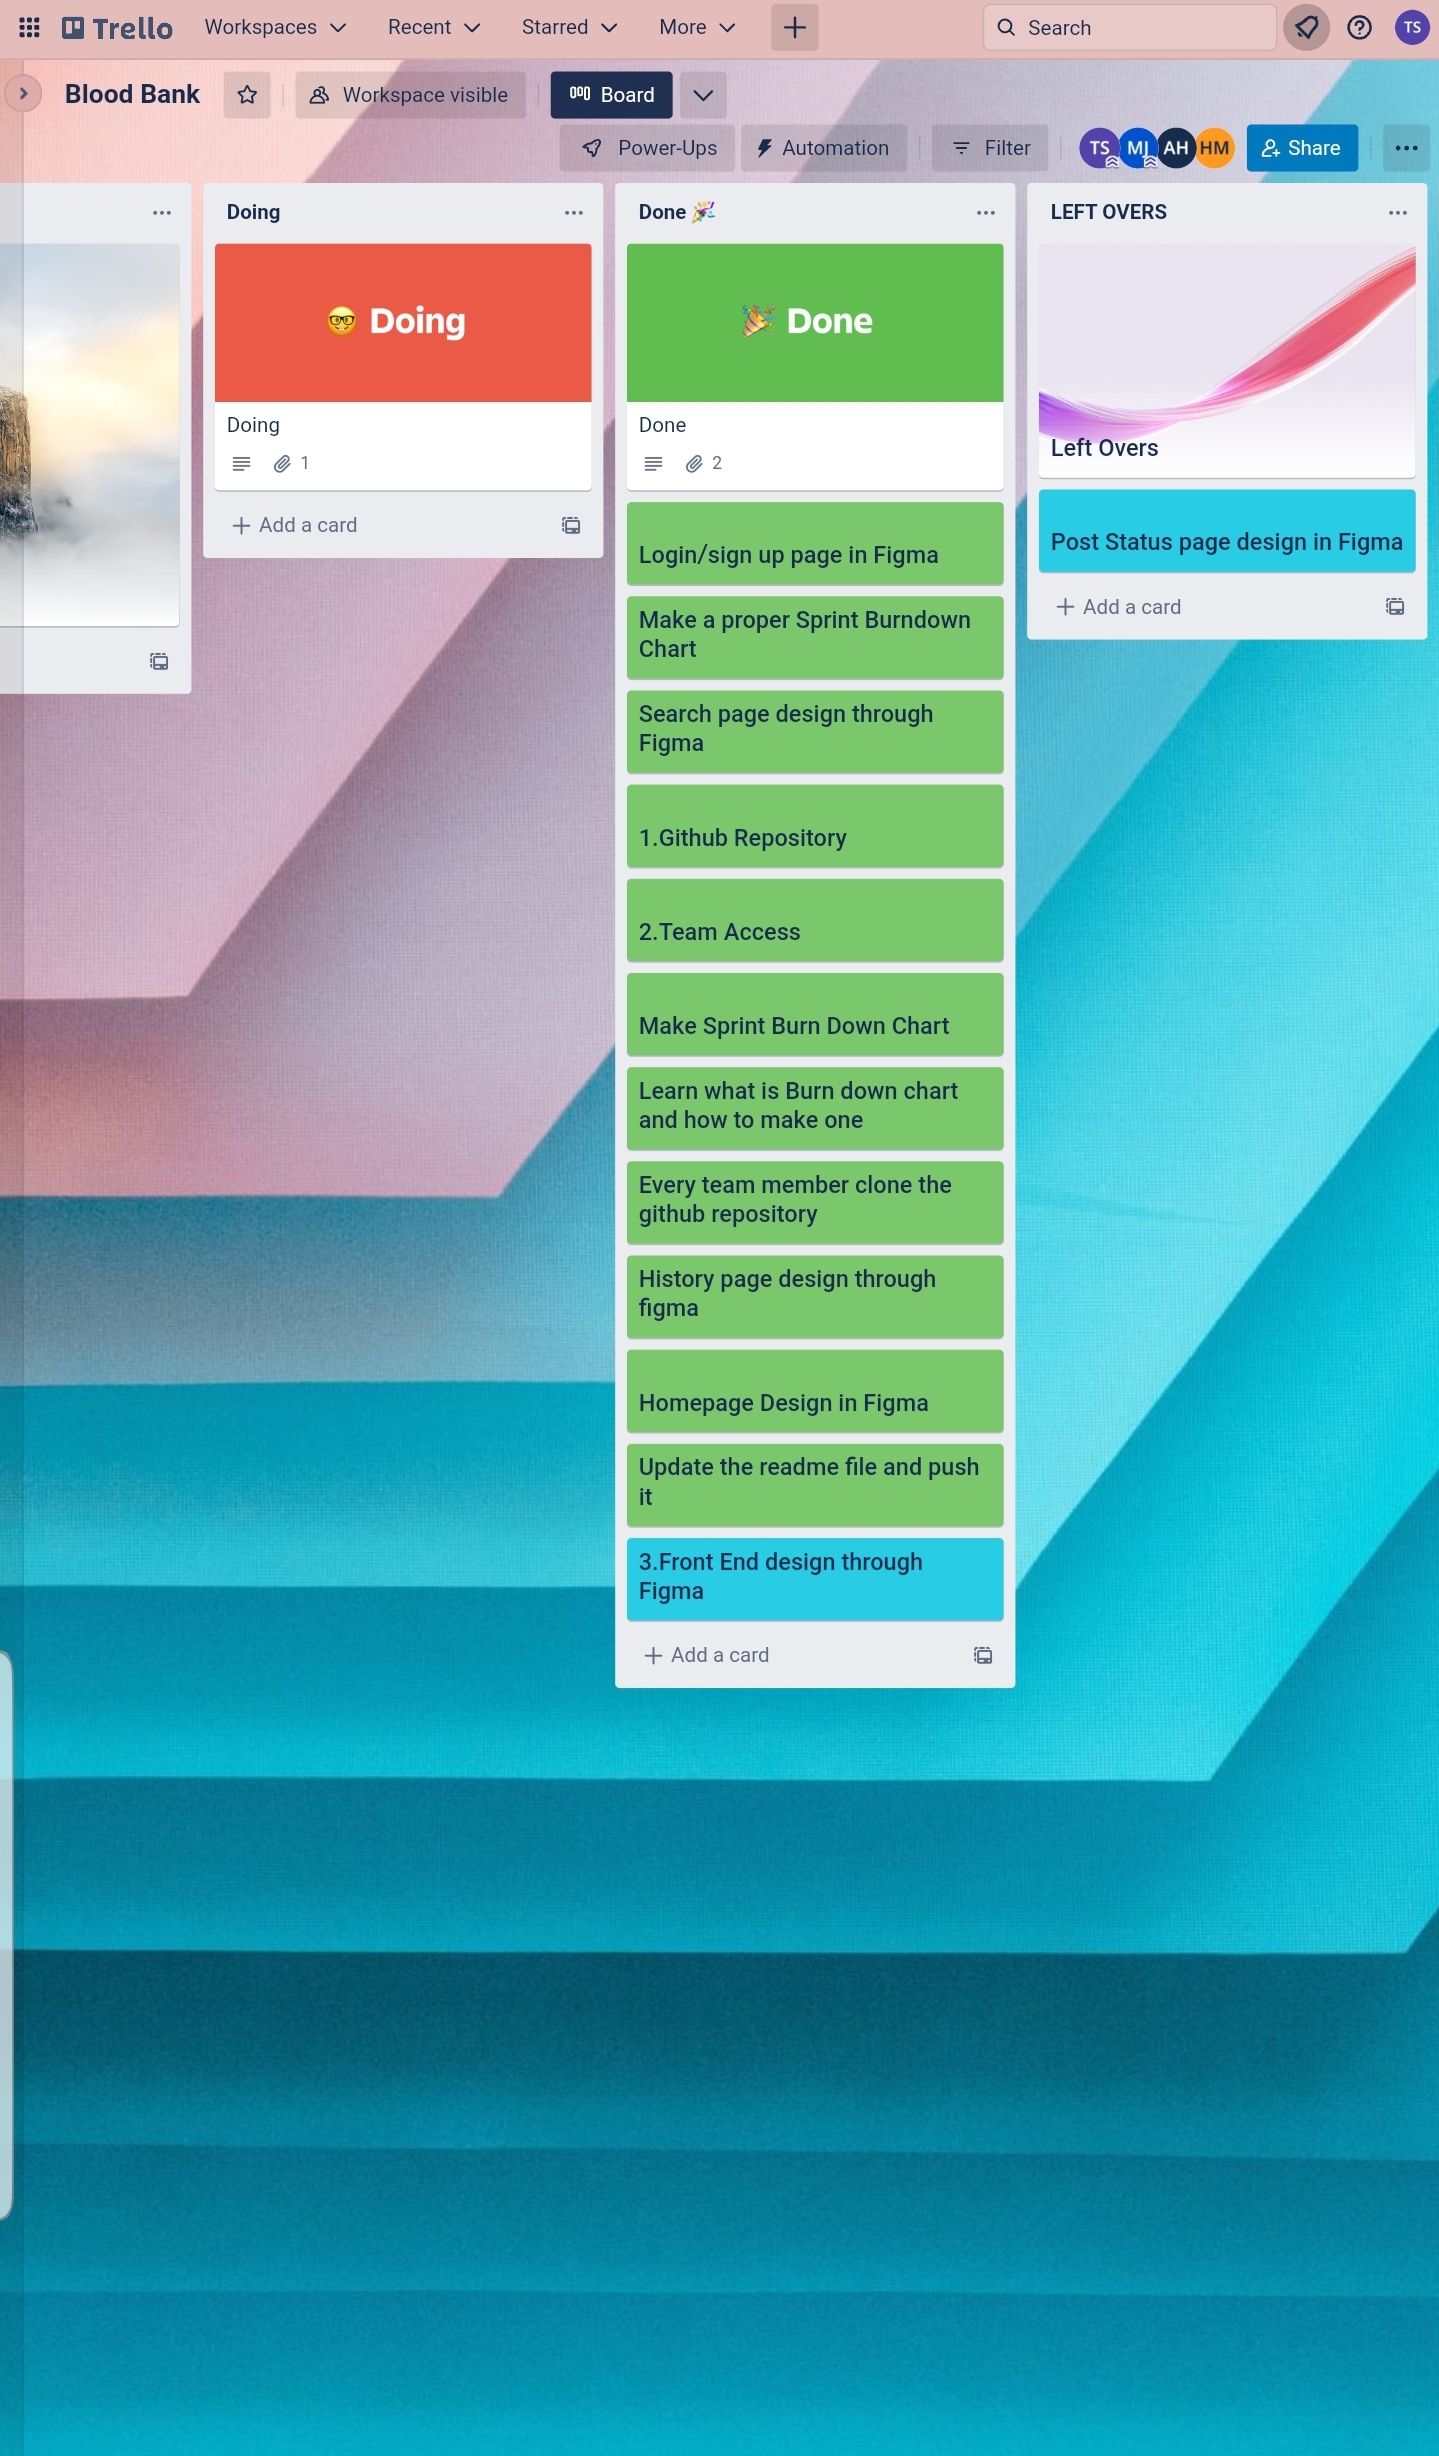 Trello
Workspaces
Recent
Starred
More
Search
TS
Blood Bank
Workspace visible
Board
Power-Ups
Automation
Filter
TS
MJ
AH
HM
Share
Doing
Doing
Doing
1
Add a card
Done
Done
Done
2
Login/sign up page in Figma
Make a proper Sprint Burndown
Chart
Search page design through
Figma
1.Github Repository
2.Team Access
Make Sprint Burn Down Chart
Learn what is Burn down chart
and how to make one
Every team member clone the
github repository
History page design through
figma
Homepage Design in Figma
Update the readme file and push
it
3.Front End design through
Figma
Add a card
LEFT OVERS
Left Overs
Post Status page design in Figma
Add a card